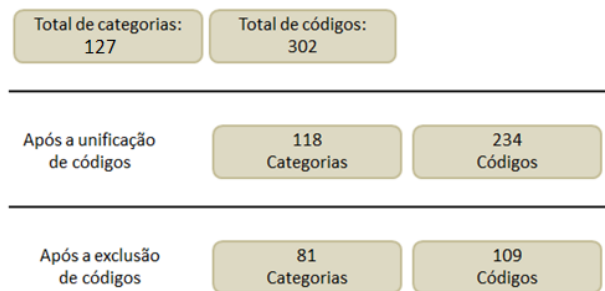 Total de categorias:
127
Total de códigos:
302
Após a unificação
de códigos
118
Categorias
234
Códigos
Após a exclusão
de códigos
81
Categorias
109
Códigos